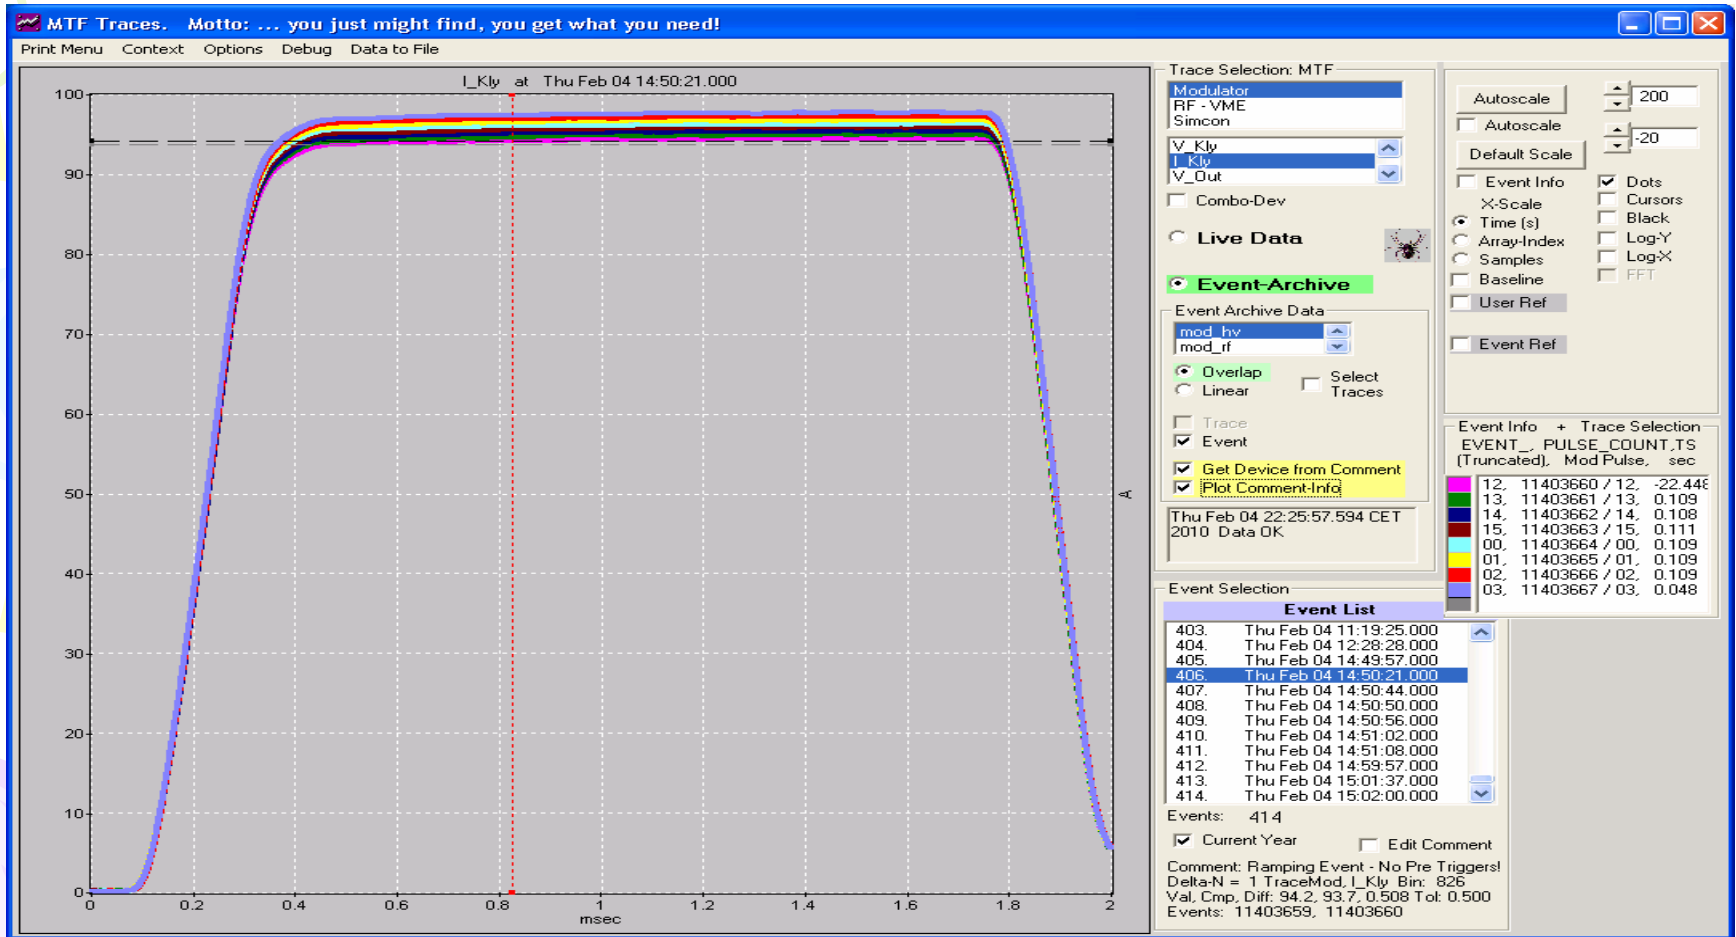 MTF Traces.   Motto: ... you just might find, you get what you need!
Print Menu   Context   Options   Debug   Data to File
I_Kly   at   Thu Feb 04 14:50:21.000
100
90
80
70
60
50
40
30
20
10
0
A
0   0.2   0.4   0.6   0.8   1   1.2   1.4   1.6   1.8   2
msec
Trace Selection: MTF
Modulator
RF - VME
Simcon
V_Kly
I_Kly
V_Out
Combo-Dev
Live Data
Event-Archive
Event Archive Data
mod_hv
mod_rf
Overlap
Linear
Select Traces
Trace
Event
Get Device from Comment
Plot Comment-Info
Thu Feb 04 22:25:57.594 CET
2010  Data OK
Autoscale
200
Autoscale
-20
Default Scale
Event Info
Dots
X-Scale
Cursors
Time (s)
Black
Array-Index
Log-Y
Samples
Log-X
Baseline
FFT
User Ref
Event Ref
Event Info   +   Trace Selection
EVENT_, PULSE_COUNT,TS
(Truncated),  Mod Pulse,   sec
12,  11403660 / 12,  -22.448
13,  11403661 / 13,  0.109
14,  11403662 / 14,  0.108
15,  11403663 / 15,  0.111
00,  11403664 / 00,  0.109
01,  11403665 / 01,  0.109
02,  11403666 / 02,  0.109
03,  11403667 / 03,  0.048
Event Selection
Event List
403.   Thu Feb 04 11:19:25.000
404.   Thu Feb 04 12:28:28.000
405.   Thu Feb 04 14:49:57.000
406.   Thu Feb 04 14:50:21.000
407.   Thu Feb 04 14:50:44.000
408.   Thu Feb 04 14:50:50.000
409.   Thu Feb 04 14:50:56.000
410.   Thu Feb 04 14:51:02.000
411.   Thu Feb 04 14:51:08.000
412.   Thu Feb 04 14:59:57.000
413.   Thu Feb 04 15:01:37.000
414.   Thu Feb 04 15:02:00.000
Events:   414
Current Year   Edit Comment
Comment: Ramping Event - No Pre Triggers!
Delta-N =  1 TraceMod, I_Kly  Bin:  826
Val, Cmp, Diff: 94.2, 93.7, 0.508 Tol: 0.500
Events:  11403659,  11403660